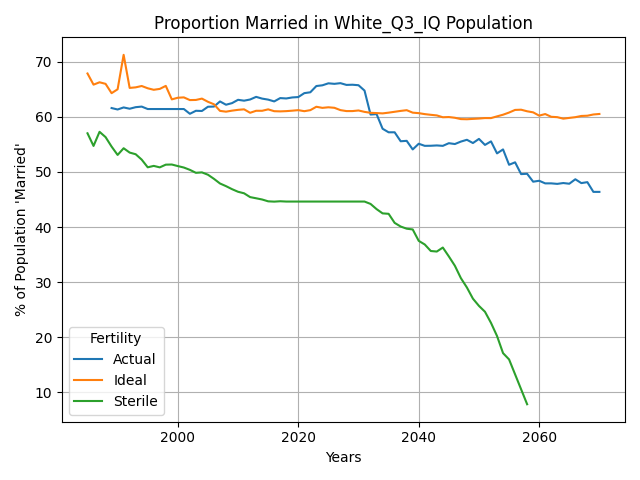 Proportion Married in White_Q3_IQ Population
% of Population 'Married'
70
60
50
40
30
20
10
Fertility
Actual
Ideal
Sterile
2000 2020 2040 2060
Years